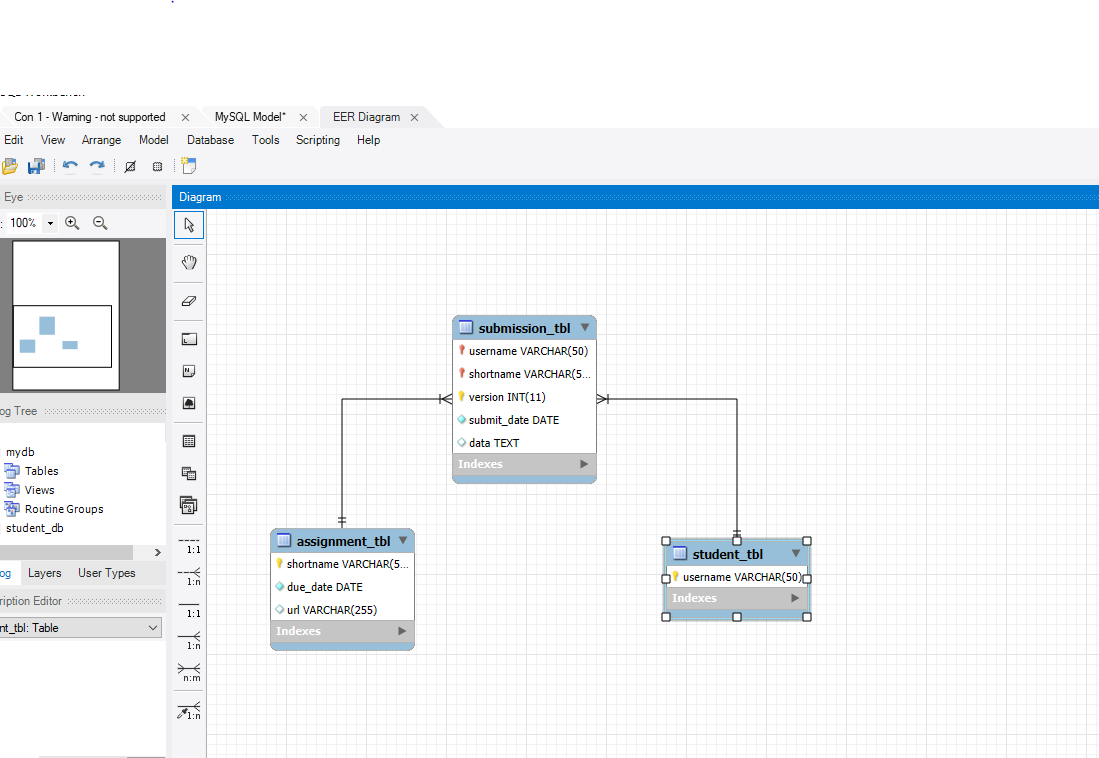 Con 1 - Warning - not supported
MySQL Model*
EER Diagram
Edit View Arrange Model Database Tools Scripting Help
Eye
Diagram
: 100%
submission_tbl
username VARCHAR(50)
shortname VARCHAR(5...
version INT(11)
submit_date DATE
data TEXT
Indexes
og Tree
mydb
Tables
Views
Routine Groups
student_db
assignment_tbl
shortname VARCHAR(5...
due_date DATE
url VARCHAR(255)
Indexes
student_tbl
username VARCHAR(50)
Indexes
1:1
1:n
1:1
1:n
n:m
1:n
og Layers User Types
ription Editor
nt_tbl: Table